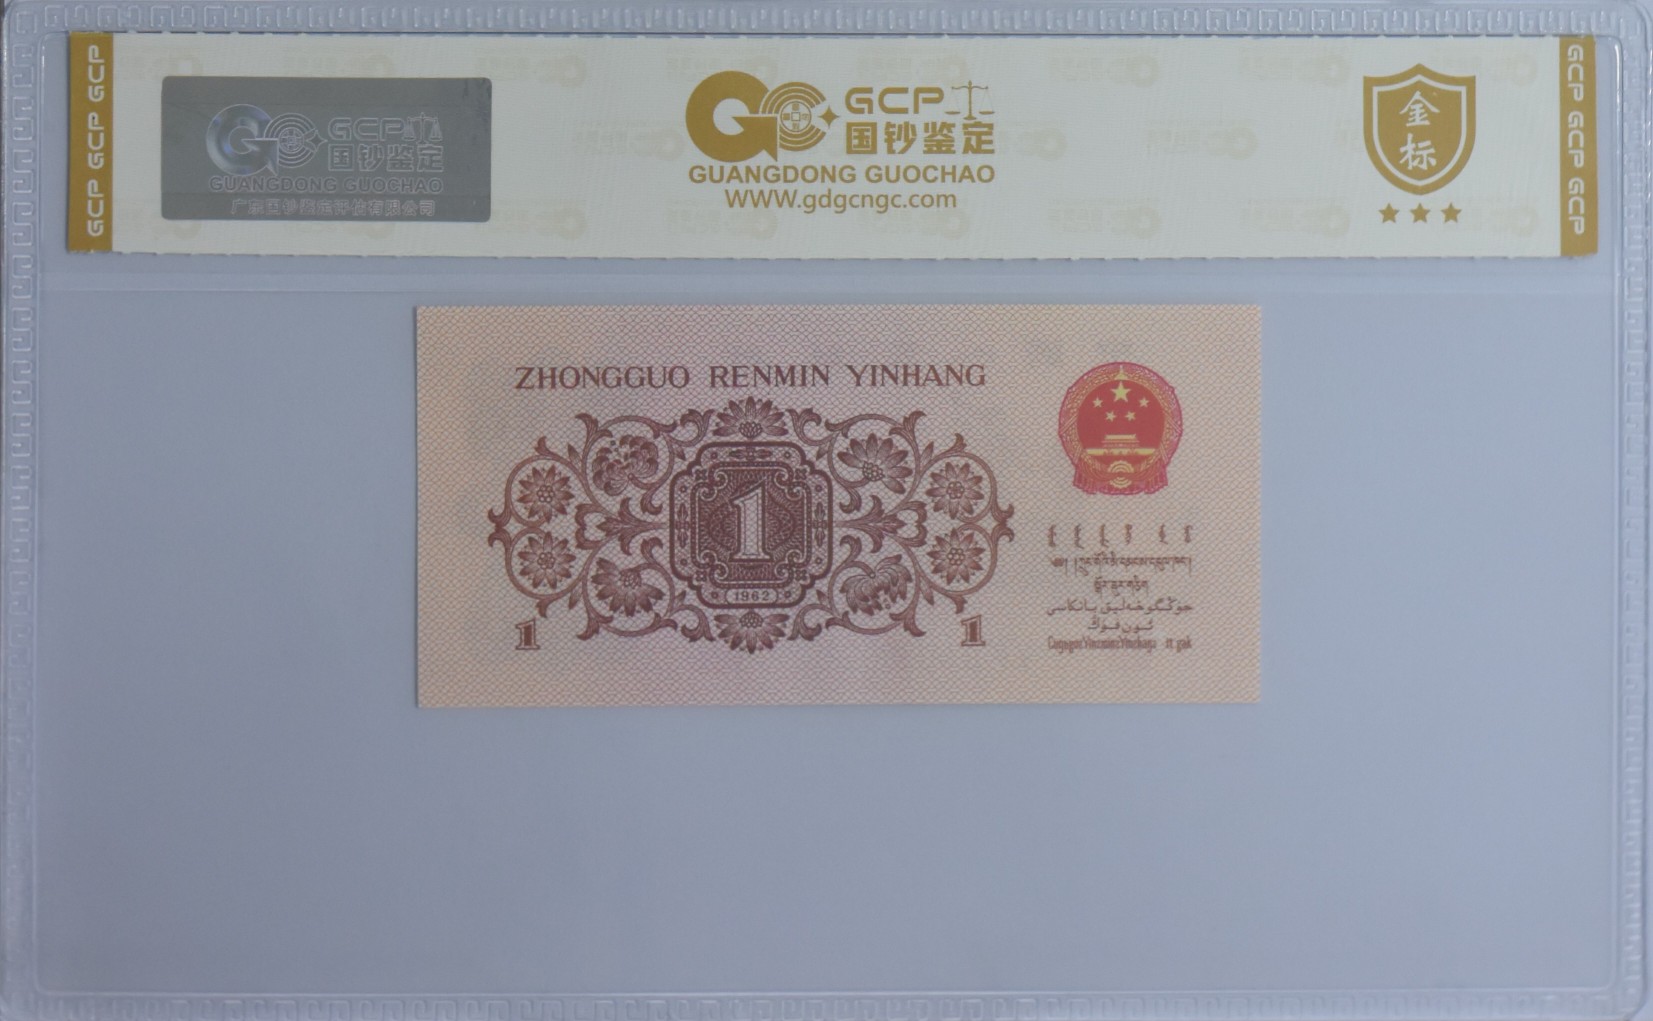 GCP GCP GCP
GCP
国钞鉴定
GUANGDONG GUOCHAO
广东国钞鉴定评估有限公司
GCP
国钞鉴定
GUANGDONG GUOCHAO
WWW.gdgcngc.com
金标
GCP GCP GCP
ZHONGGUO RENMIN YINHANG
1
1962
1
1